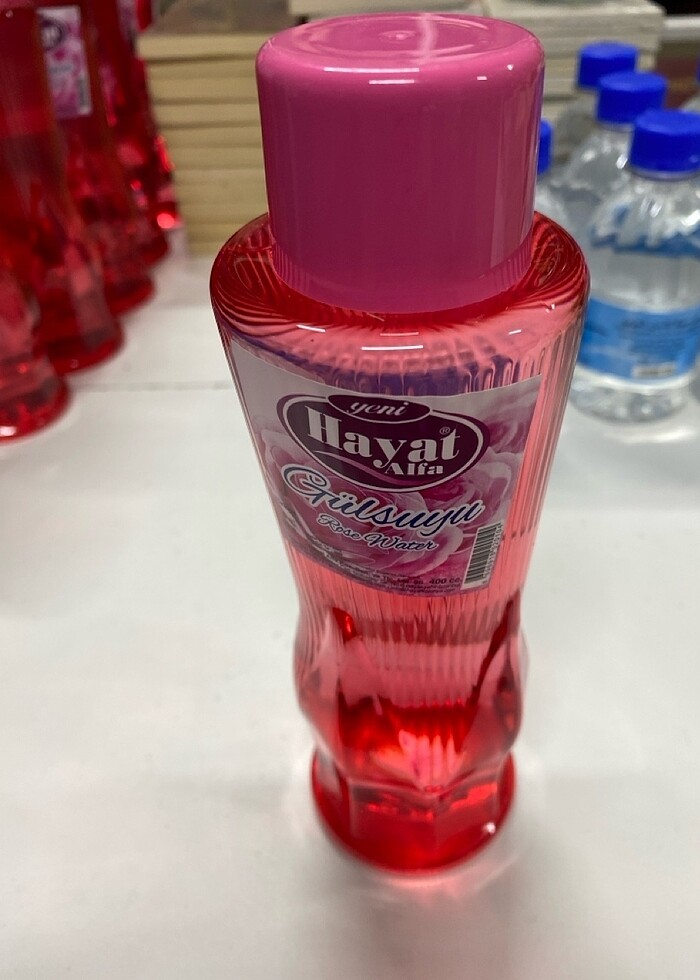 yeni
Hayat®
Alfa
Gülsuyu
Rose Water
400 cc.